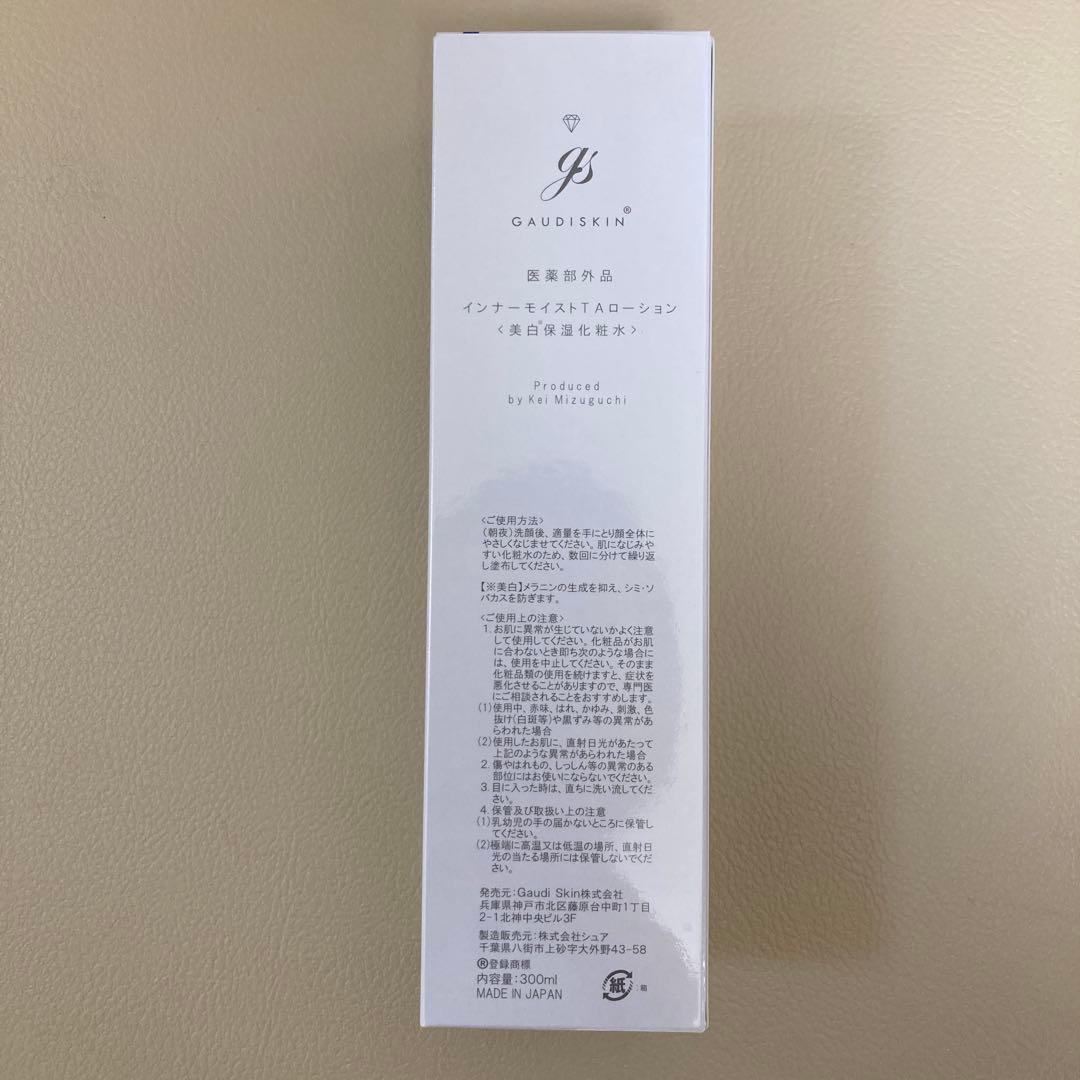 gs
GAUDISKIN®
医薬部外品
インナーモイストTAローション
<美白※保湿化粧水>
Produced
by Kei Mizuguchi
<ご使用方法>
(朝夜)洗顔後、適量を手にとり顔全体に
やさしくなじませてください。肌になじみや
すい化粧水のため、数回に分けて繰り返
し塗布してください。
【※美白】メラニンの生成を抑え、シミ・ソ
バカスを防ぎます。
<ご使用上の注意>
1. お肌に異常が生じていないかよく注意
して使用してください。化粧品がお肌
に合わないとき即ち次のような場合に
は、使用を中止してください。そのまま
化粧品類の使用を続けますと、症状を
悪化させることがありますので、専門医
にご相談されることをおすすめします。
(1)使用中、赤味、はれ、かゆみ、刺激、色
抜け(白斑等)や黒ずみ等の異常があ
らわれた場合
(2)使用したお肌に、直射日光があたって
上記のような異常があらわれた場合
2. 傷やはれもの、しっしん等の異常のある
部位にはお使いにならないでください。
3. 目に入った時は、直ちに洗い流してくだ
さい。
4. 保管及び取扱い上の注意
(1)乳幼児の手の届かないところに保管し
てください。
(2)極端に高温又は低温の場所、直射日
光の当たる場所には保管しないでくだ
さい。
発売元:Gaudi Skin株式会社
兵庫県神戸市北区藤原台中町1丁目
2-1北神中央ビル3F
製造販売元:株式会社シュア
千葉県八街市上砂字大外野43-58
®登録商標
内容量:300ml
MADE IN JAPAN
紙:箱